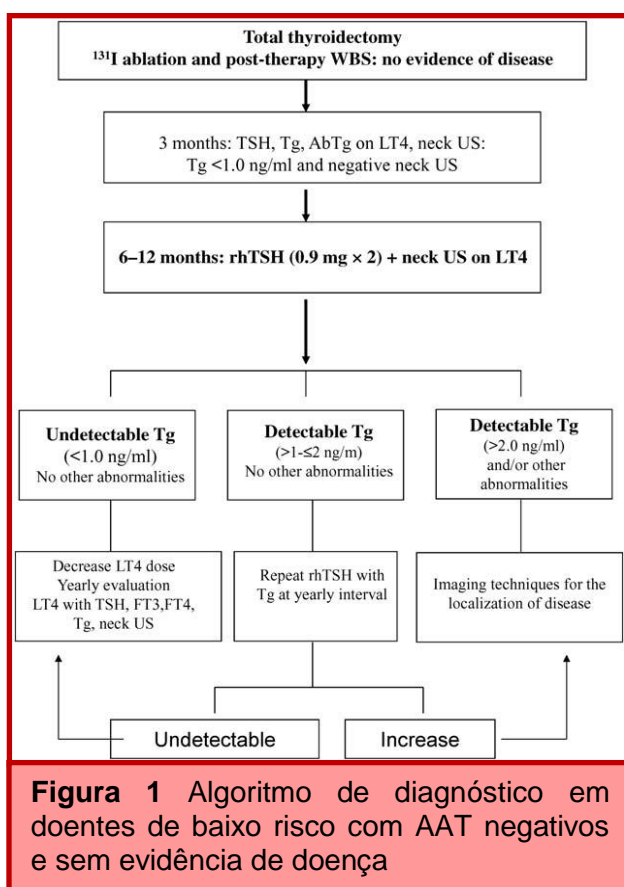 Total thyroidectomy
¹³¹I ablation and post-therapy WBS: no evidence of disease
3 months: TSH, Tg, AbTg on LT4, neck US:
Tg <1.0 ng/ml and negative neck US
6–12 months: rhTSH (0.9 mg × 2) + neck US on LT4
Undetectable Tg
(<1.0 ng/ml)
No other abnormalities
Detectable Tg
(>1-≤2 ng/m)
No other abnormalities
Detectable Tg
(>2.0 ng/ml)
and/or other
abnormalities
Decrease LT4 dose
Yearly evaluation
LT4 with TSH, FT3,FT4,
Tg, neck US
Repeat rhTSH with
Tg at yearly interval
Imaging techniques for the
localization of disease
Undetectable
Increase
Figura 1 Algoritmo de diagnóstico em
doentes de baixo risco com AAT negativos
e sem evidência de doença